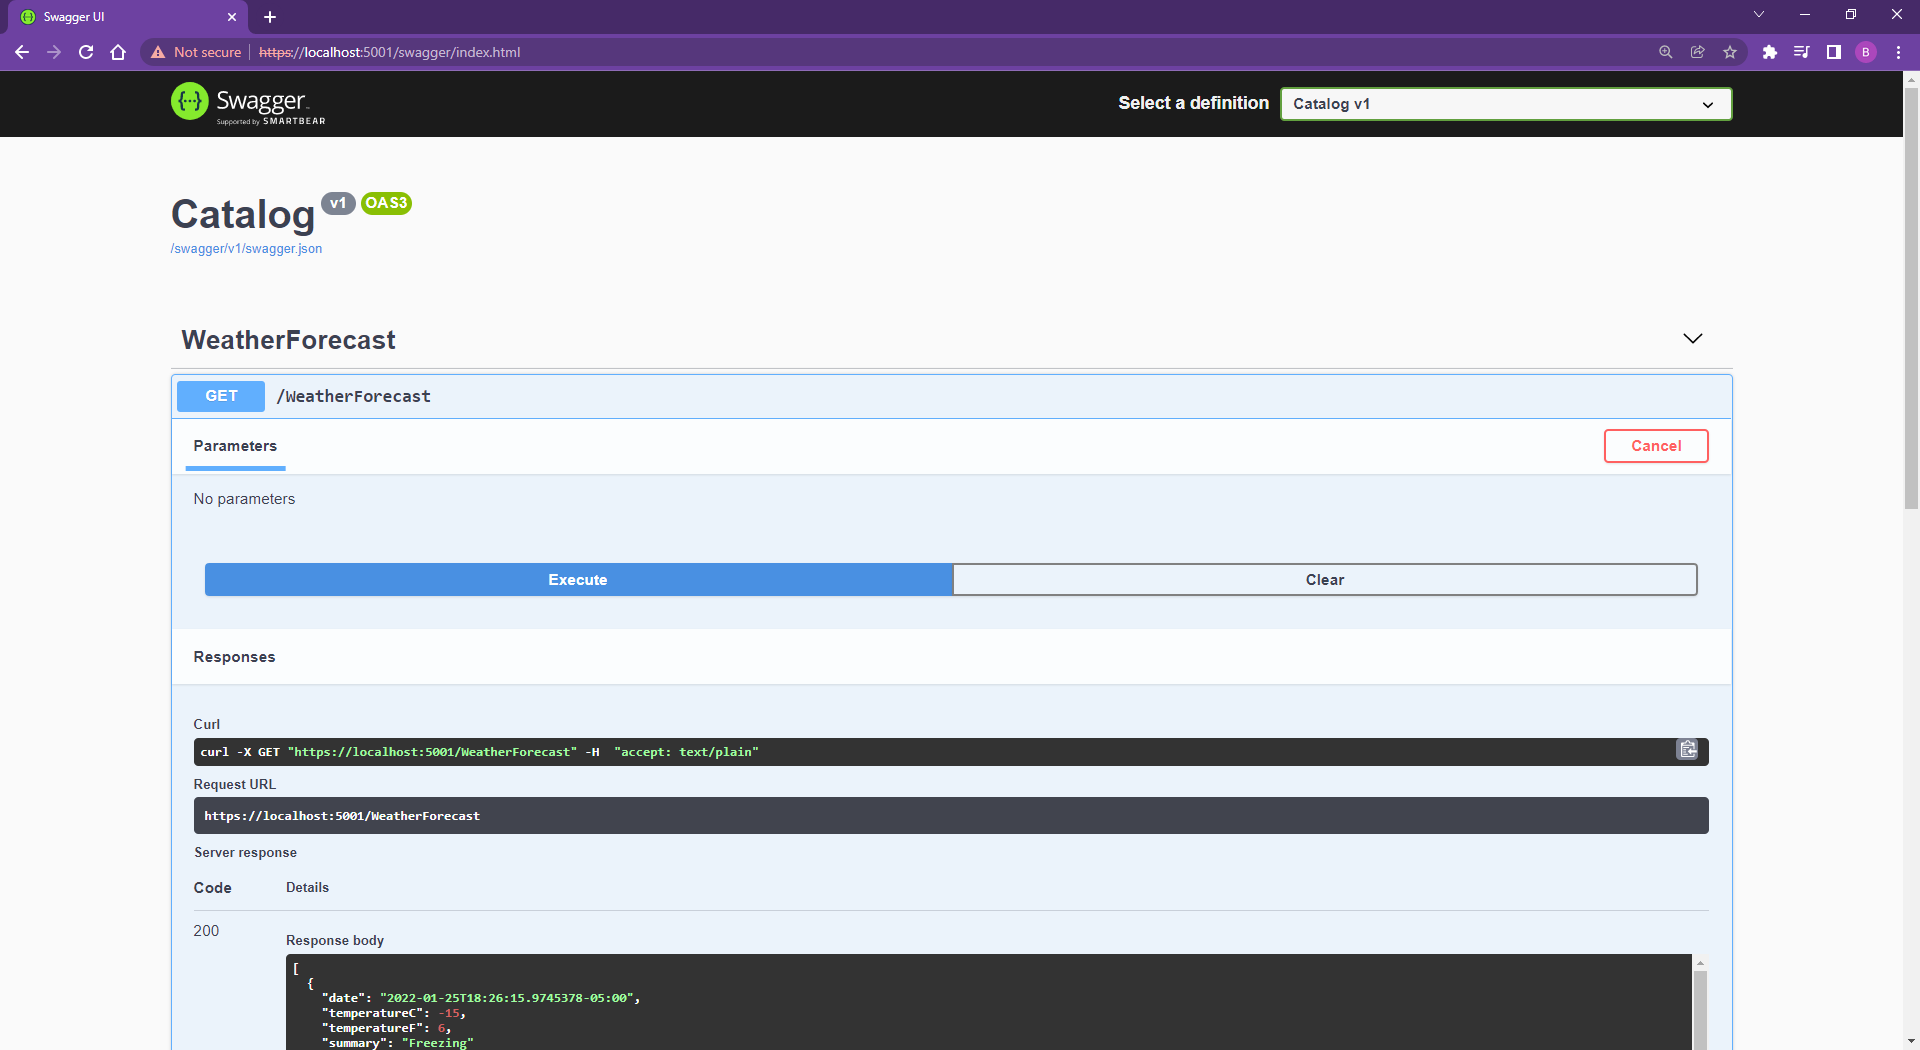 Swagger UI
Not secure https://localhost:5001/swagger/index.html
B
{···} Swagger
Supported by SMARTBEAR
Select a definition
Catalog v1
Catalog v1 OAS3
/swagger/v1/swagger.json
WeatherForecast
GET /WeatherForecast
Parameters
Cancel
No parameters
Execute
Clear
Responses
Curl
curl -X GET "https://localhost:5001/WeatherForecast" -H  "accept: text/plain"
Request URL
https://localhost:5001/WeatherForecast
Server response
Code Details
200
Response body
[
  {
    "date": "2022-01-25T18:26:15.9745378-05:00",
    "temperatureC": -15,
    "temperatureF": 6,
    "summary": "Freezing"